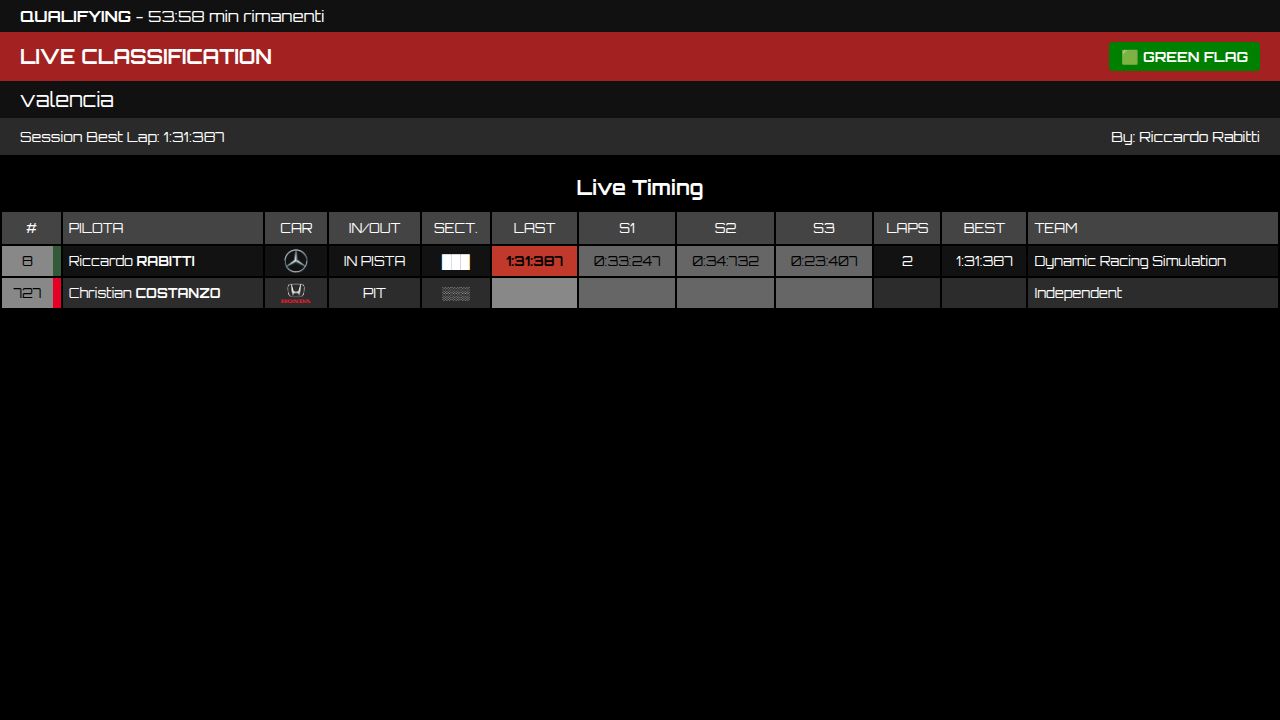 QUALIFYING - 53:58 min rimanenti
LIVE CLASSIFICATION
GREEN FLAG
valencia
Session Best Lap: 1:31:387
By: Riccardo Rabitti
Live Timing
# PILOTA CAR IN/OUT SECT. LAST S1 S2 S3 LAPS BEST TEAM
8 Riccardo RABITTI IN PISTA 1:31:387 0:33:247 0:34:732 0:23:407 2 1:31:387 Dynamic Racing Simulation
727 Christian COSTANZO HONDA PIT Independent